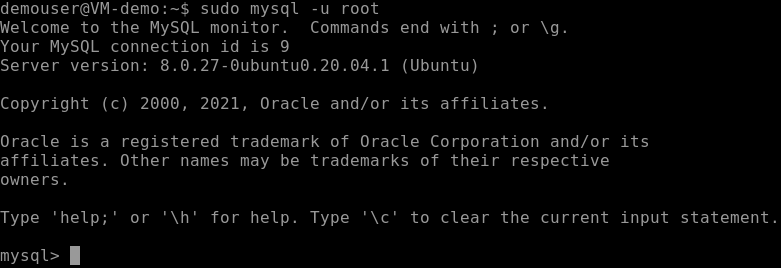 demouser@VM-demo:~$ sudo mysql -u root
Welcome to the MySQL monitor.  Commands end with ; or \g.
Your MySQL connection id is 9
Server version: 8.0.27-0ubuntu0.20.04.1 (Ubuntu)
Copyright (c) 2000, 2021, Oracle and/or its affiliates.
Oracle is a registered trademark of Oracle Corporation and/or its
affiliates. Other names may be trademarks of their respective
owners.
Type 'help;' or '\h' for help. Type '\c' to clear the current input statement.
mysql>